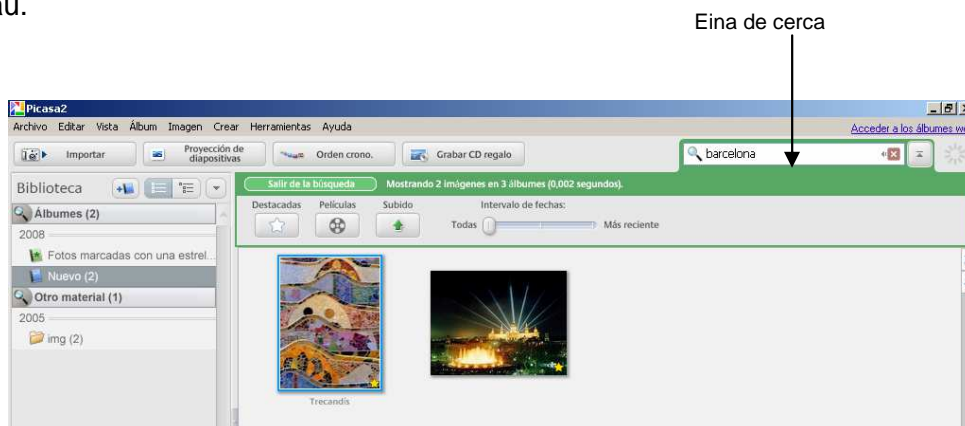 au.
Eina de cerca
Picasa2
Archivo Editar Vista Álbum Imagen Crear Herramientas Ayuda
Acceder a los álbumes we
Importar
Proyección de diapositivas
Orden crono.
Grabar CD regalo
barcelona
Biblioteca
Salir de la búsqueda
Mostrando 2 imágenes en 3 álbumes (0,002 segundos).
Álbumes (2)
2008
Fotos marcadas con una estrel...
Nuevo (2)
Otro material (1)
2005
img (2)
Destacadas
Películas
Subido
Intervalo de fechas:
Todas
Más reciente
Trecandís